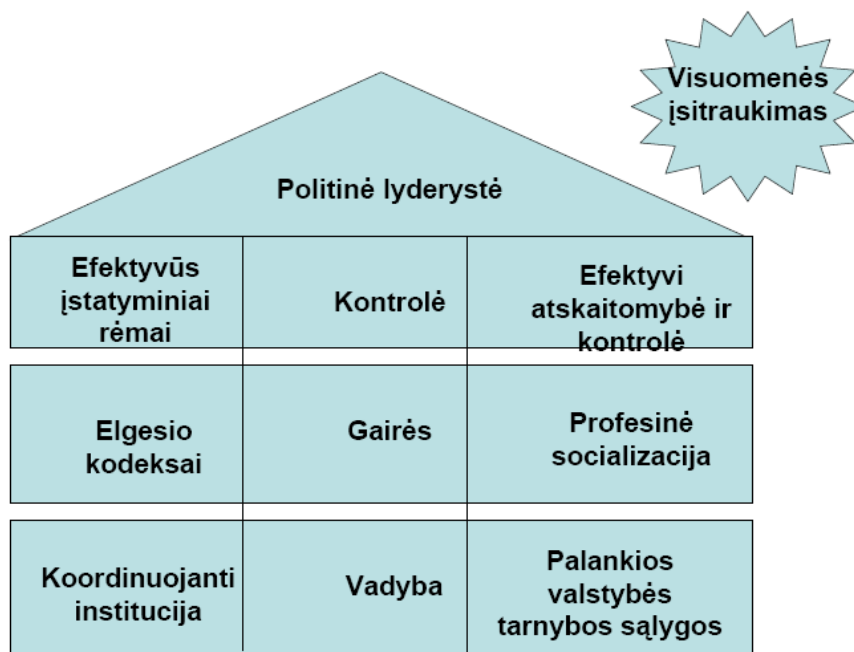 Visuomenės
įsitraukimas
Politinė lyderystė
Efektyvūs
įstatyminiai
rėmai
Kontrolė
Efektyvi
atskaitomybė ir
kontrolė
Elgesio
kodeksai
Gairės
Profesinė
socializacija
Koordinuojanti
institucija
Vadyba
Palankios
valstybės
tarnybos sąlygos